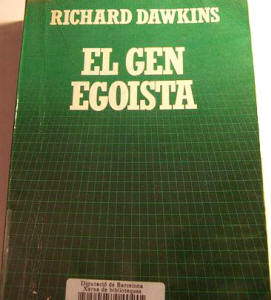 RICHARD DAWKINS
EL GEN
EGOISTA
Diputació de Barcelona
Xarxa de biblioteques